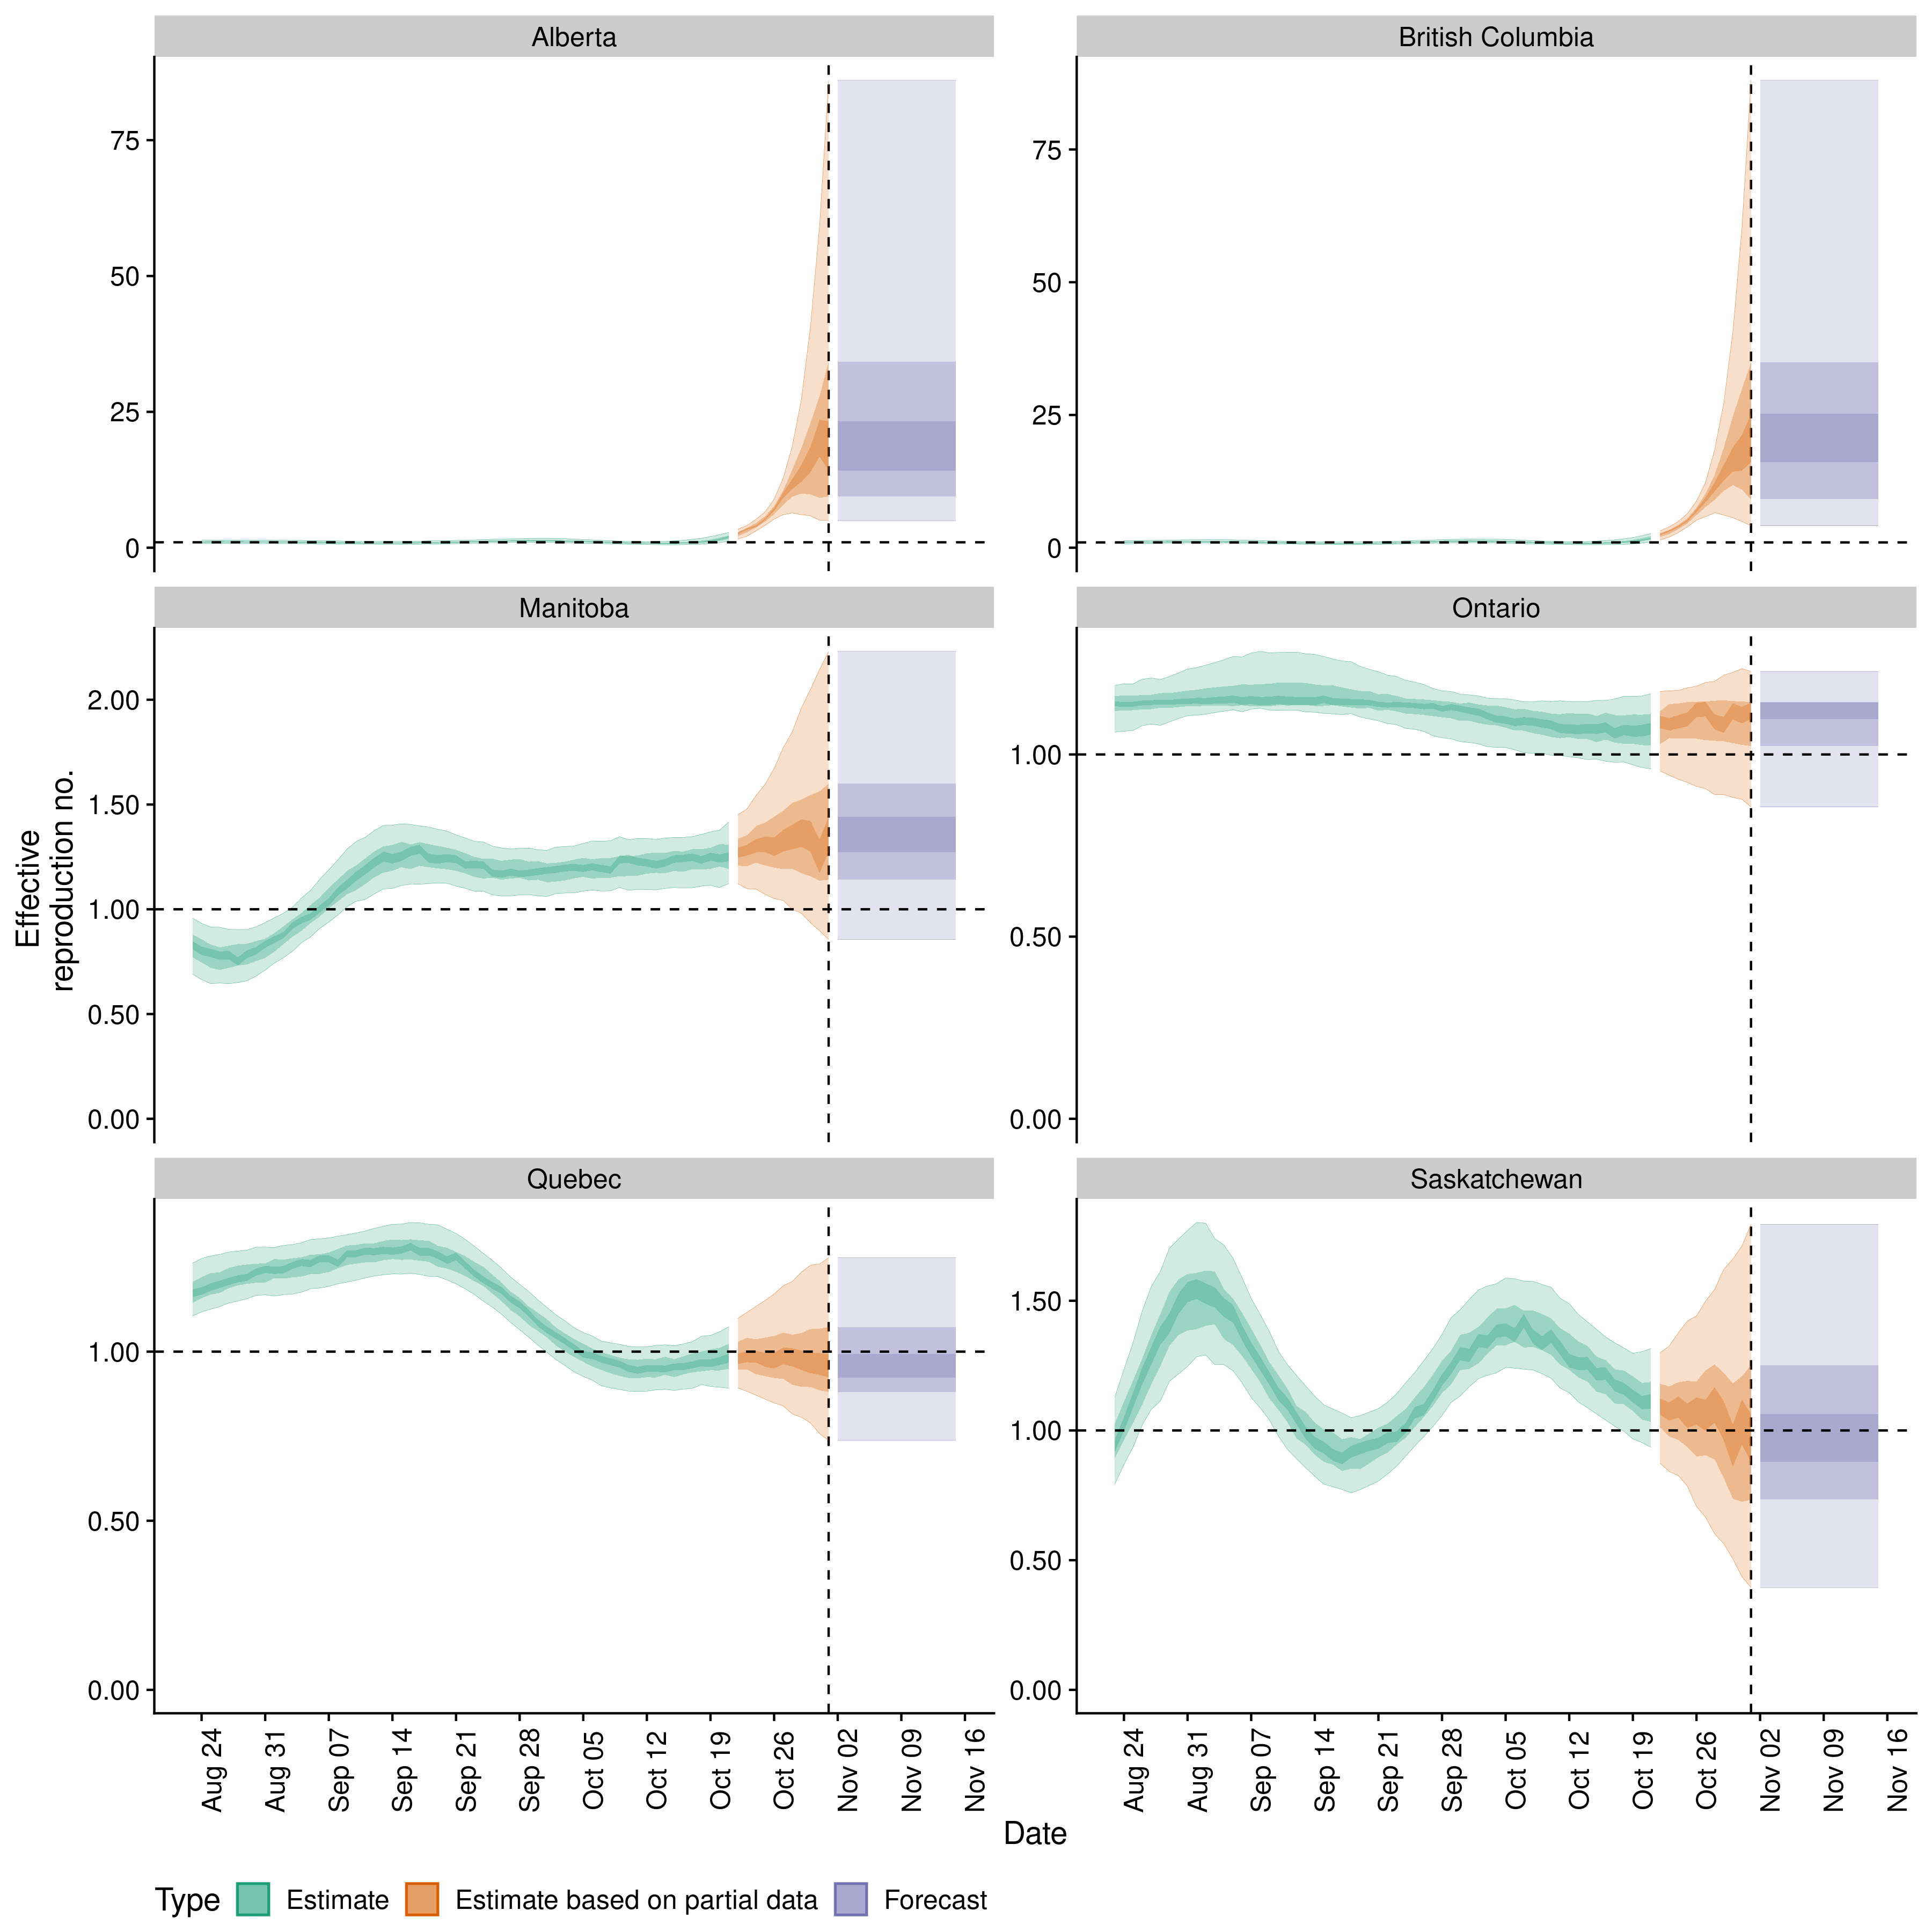 Alberta
British Columbia
75
50
25
0
75
50
25
0
Manitoba
Ontario
2.00
1.50
1.00
0.50
0.00
1.00
0.50
0.00
Effective
reproduction no.
Quebec
Saskatchewan
1.00
0.50
0.00
1.50
1.00
0.50
0.00
Aug 24
Aug 31
Sep 07
Sep 14
Sep 21
Sep 28
Oct 05
Oct 12
Oct 19
Oct 26
Nov 02
Nov 09
Nov 16
Aug 24
Aug 31
Sep 07
Sep 14
Sep 21
Sep 28
Oct 05
Oct 12
Oct 19
Oct 26
Nov 02
Nov 09
Nov 16
Date
Type Estimate Estimate based on partial data Forecast